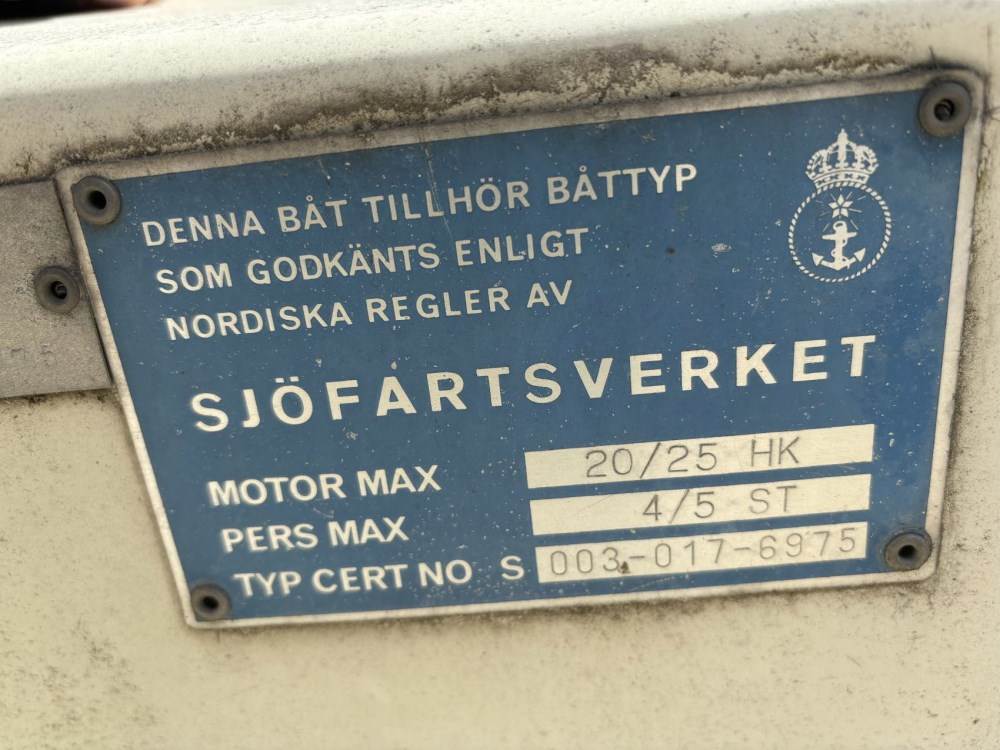 DENNA BÅT TILLHÖR BÅTTYP
SOM GODKÄNTS ENLIGT
NORDISKA REGLER AV
SJÖFARTSVERKET
MOTOR MAX 20/25 HK
PERS MAX 4/5 ST
TYP CERT NO S 003-017-6975